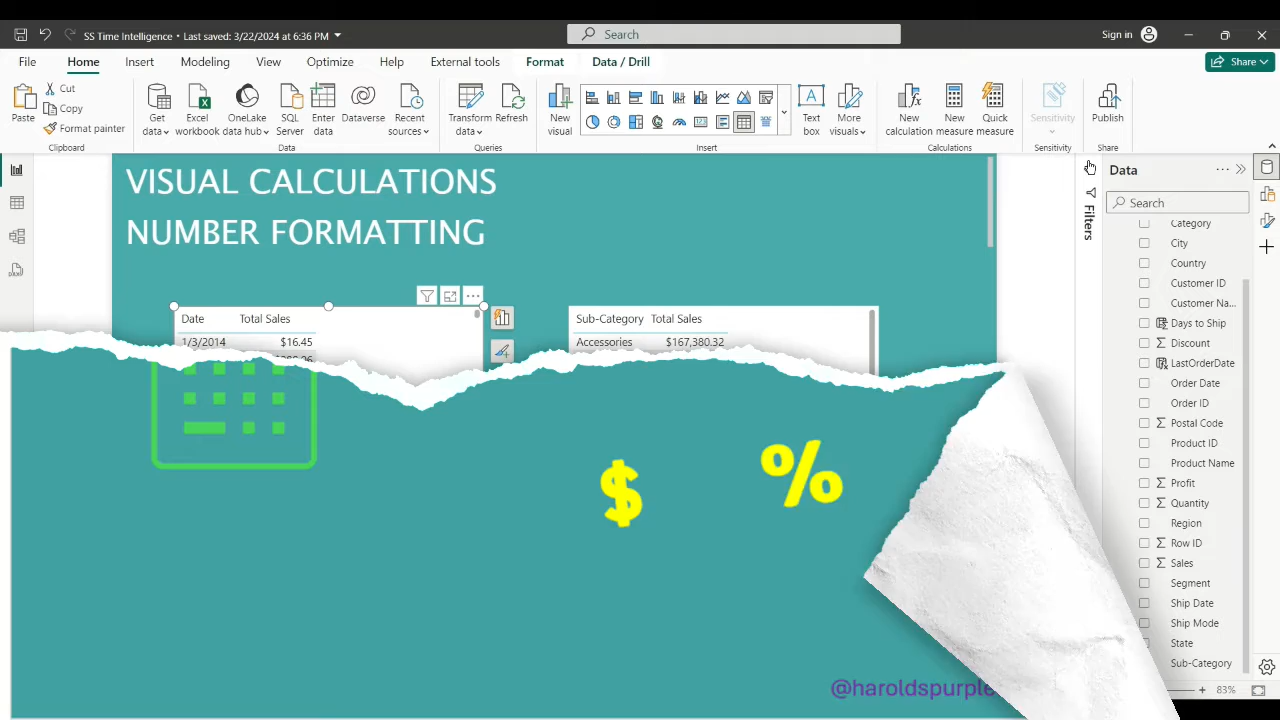 SS Time Intelligence • Last saved: 3/22/2024 at 6:36 PM
Search
Sign in
File Home Insert Modeling View Optimize Help External tools Format Data / Drill
Share
Paste
Cut
Copy
Format painter
Clipboard
Get data
Excel workbook
OneLake data hub
SQL Server
Enter data
Dataverse
Recent sources
Data
Transform data
Refresh
Queries
New visual
Text box
More visuals
Insert
New calculation
New measure
Quick measure
Calculations
Sensitivity
Sensitivity
Publish
Share
VISUAL CALCULATIONS
NUMBER FORMATTING
Date Total Sales
1/3/2014 $16.45
Sub-Category Total Sales
Accessories $167,380.32
$
%
@haroldspurple
Filters
Data
Search
Category
City
Country
Customer ID
Customer Na...
Days to Ship
Discount
LastOrderDate
Order Date
Order ID
Postal Code
Product ID
Product Name
Profit
Quantity
Region
Row ID
Sales
Segment
Ship Date
Ship Mode
State
Sub-Category
83%